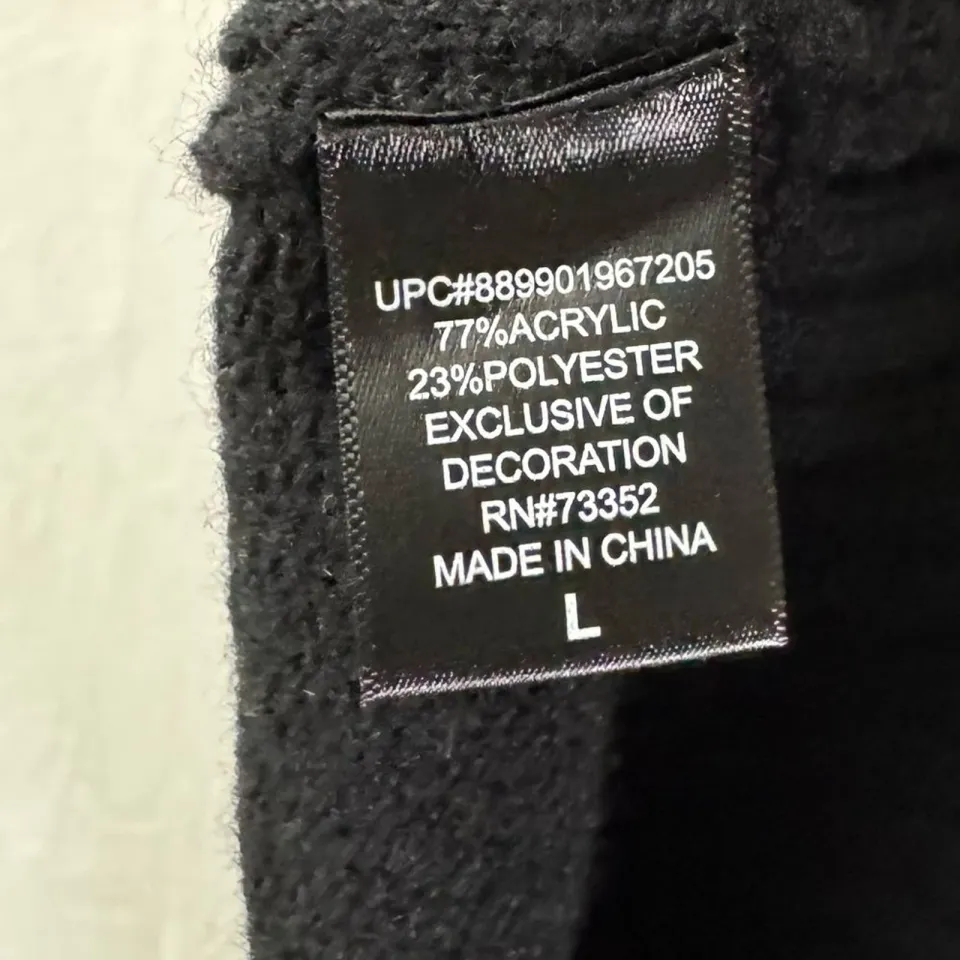 UPC#889901967205
77%ACRYLIC
23%POLYESTER
EXCLUSIVE OF
DECORATION
RN#73352
MADE IN CHINA
L